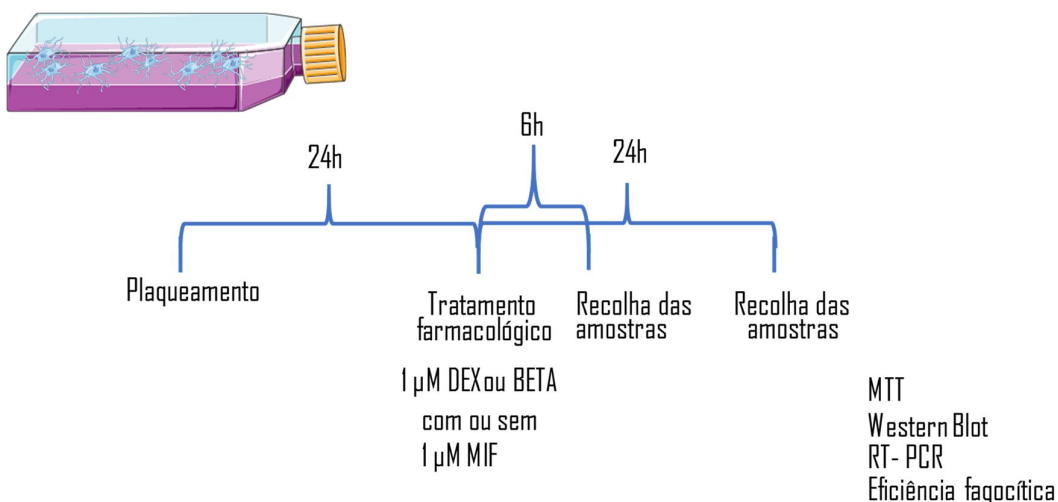 6h
24h
24h
Plaqueamento
Tratamento
farmacológico
1 µM DEX ou BETA
com ou sem
1 µM MIF
Recolha das
amostras
Recolha das
amostras
MTT
Western Blot
RT- PCR
Eficiência fagocítica